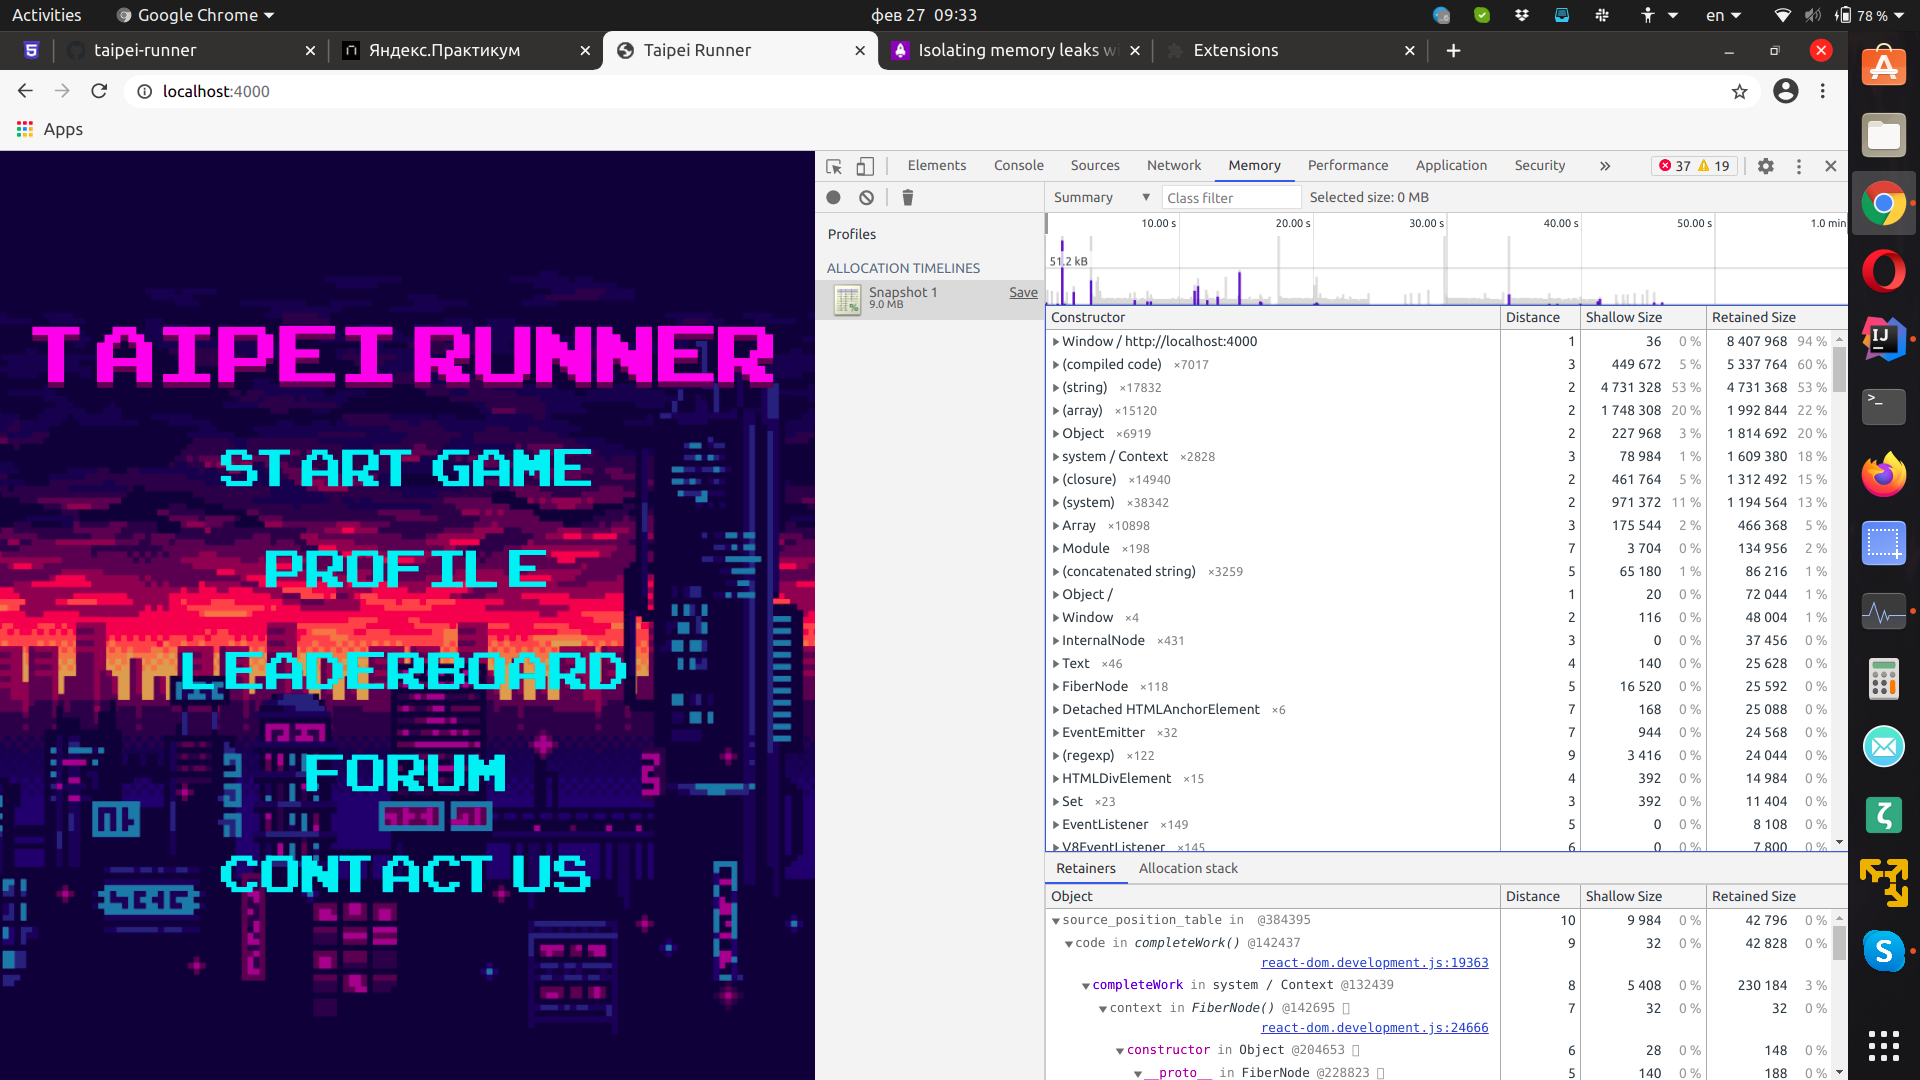 Activities
Google Chrome
фев 27 09:33
en
78 %
taipei-runner
Яндекс.Практикум
Taipei Runner
Isolating memory leaks wi
Extensions
localhost:4000
Apps
Elements
Console
Sources
Network
Memory
Performance
Application
Security
37
19
Summary
Class filter
Selected size: 0 MB
Profiles
ALLOCATION TIMELINES
Snapshot 1
Save
9.0 MB
10.00 s
20.00 s
30.00 s
40.00 s
50.00 s
1.0 min
51.2 kB
TAIPEI RUNNER
START GAME
PROFILE
LEADERBOARD
FORUM
CONTACT US
Constructor Distance Shallow Size Retained Size
Window / http://localhost:4000 1 36 0 % 8 407 968 94 %
(compiled code) ×7017 3 449 672 5 % 5 337 764 60 %
(string) ×17832 2 4 731 328 53 % 4 731 368 53 %
(array) ×15120 2 1 748 308 20 % 1 992 844 22 %
Object ×6919 2 227 968 3 % 1 814 692 20 %
system / Context ×2828 3 78 984 1 % 1 609 380 18 %
(closure) ×14940 2 461 764 5 % 1 312 492 15 %
(system) ×38342 2 971 372 11 % 1 194 564 13 %
Array ×10898 3 175 544 2 % 466 368 5 %
Module ×198 7 3 704 0 % 134 956 2 %
(concatenated string) ×3259 5 65 180 1 % 86 216 1 %
Object / 1 20 0 % 72 044 1 %
Window ×4 2 116 0 % 48 004 1 %
InternalNode ×431 3 0 0 % 37 456 0 %
Text ×46 4 140 0 % 25 628 0 %
FiberNode ×118 5 16 520 0 % 25 592 0 %
Detached HTMLAnchorElement ×6 7 168 0 % 25 088 0 %
EventEmitter ×32 7 944 0 % 24 568 0 %
(regexp) ×122 9 3 416 0 % 24 044 0 %
HTMLDivElement ×15 4 392 0 % 14 984 0 %
Set ×23 3 392 0 % 11 404 0 %
EventListener ×149 5 0 0 % 8 108 0 %
V8EventListener ×145 6 0 0 % 7 800 0 %
Retainers
Allocation stack
Object Distance Shallow Size Retained Size
source_position_table in @384395 10 9 984 0 % 42 796 0 %
code in completeWork() @142437 9 32 0 % 42 828 0 %
react-dom.development.js:19363
completeWork in system / Context @132439 8 5 408 0 % 230 184 3 %
context in FiberNode() @142695 7 32 0 % 32 0 %
react-dom.development.js:24666
constructor in Object @204653 6 28 0 % 148 0 %
__proto__ in FiberNode @228823 5 140 0 % 188 0 %